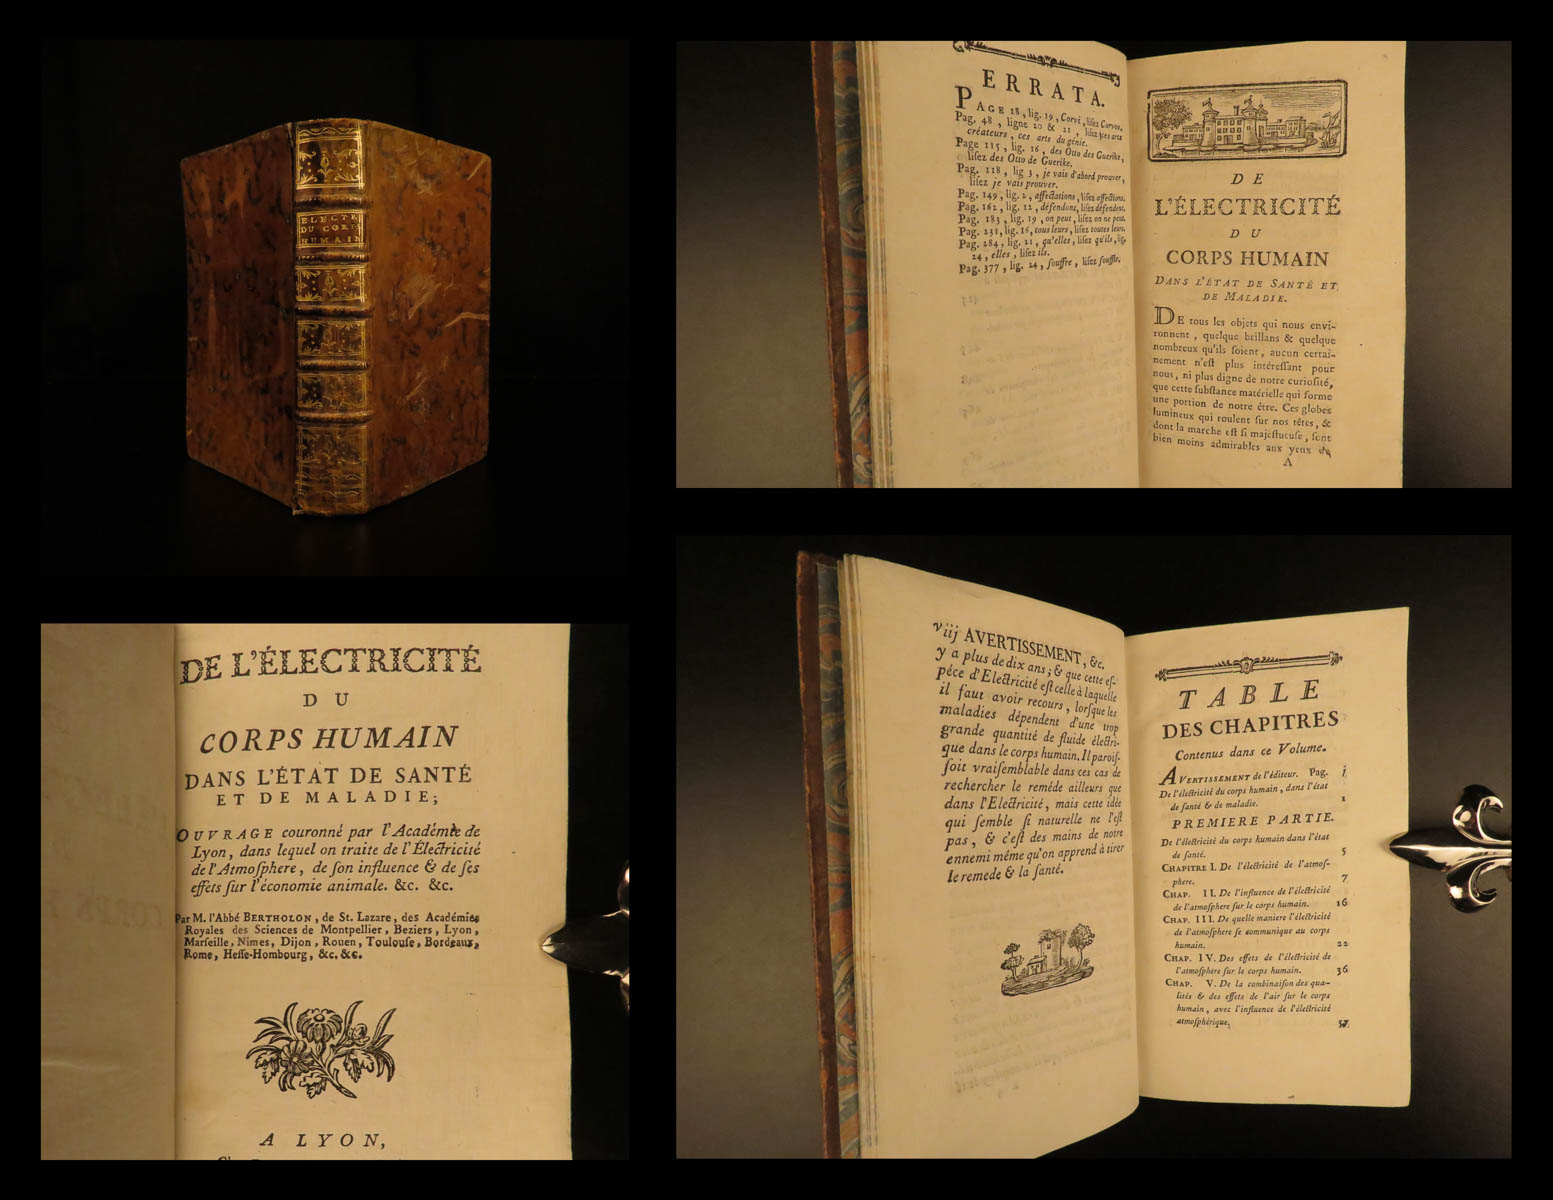 ELECTR
DU CORP
HUMAIN
ERRATA.
PAGE 18, lig. 19, Corvi, lisez Corvos.
Pag. 48, ligne 20 & 21, lisez ces arts
créateurs, ces arts du génie.
Page 115, lig. 16, des Otto des Guerike,
lisez des Otto de Guerike.
Pag. 118, lig 3, je vais d'abord prouver,
lisez je vais prouver.
Pag. 149, lig. 2, affectations, lisez affections.
Pag. 162, lig. 12, défendons, lisez défendent.
Pag. 183, lig. 19, on peut, lisez on ne peut.
Pag. 231, lig. 16, tous leurs, lisez toutes leurs.
Pag. 284, lig. 21, qu'elles, lisez qu'ils, lig.
24, elles, lisez ils.
Pag. 377, lig. 24, souffre, lisez souffle.
DE
L'ÉLECTRICITÉ
DU
CORPS HUMAIN
DANS L'ÉTAT DE SANTÉ ET
DE MALADIE.
DE tous les objets qui nous envi-
ronnent, quelque brillans & quelque
nombreux qu'ils soient, aucun certai-
nement n'est plus intéressant pour
nous, ni plus digne de notre curiosité,
que cette substance matérielle qui forme
une portion de notre être. Ces globes
lumineux qui roulent sur nos têtes, &
dont la marche est si majestueuse, sont
bien moins admirables aux yeux de
A
DE L'ÉLECTRICITÉ
DU
CORPS HUMAIN
DANS L'ÉTAT DE SANTÉ
ET DE MALADIE;
OUVRAGE couronné par l'Académie de
Lyon, dans lequel on traite de l'Électricité
de l'Atmosphere, de son influence & de ses
effets sur l'économie animale. &c. &c.
Par M. l'Abbé BERTHOLON, de St. Lazare, des Académies
Royales des Sciences de Montpellier, Beziers, Lyon,
Marseille, Nîmes, Dijon, Rouen, Toulouse, Bordeaux,
Rome, Hesse-Hombourg, &c. &c.
A LYON,
viij AVERTISSEMENT, &c.
y a plus de dix ans; & que cette es-
péce d'Electricité est celle à laquelle
il faut avoir recours, lorsque les
maladies dépendent d'une trop
grande quantité de fluide électri-
que dans le corps humain. Il parois-
soit vraisemblable dans ces cas de
rechercher le reméde ailleurs que
dans l'Electricité, mais cette idée
qui semble si naturelle ne l'est
pas, & c'est des mains de notre
ennemi même qu'on apprend à tirer
le remede & la santé.
TABLE
DES CHAPITRES
Contenus dans ce Volume.
AVERTISSEMENT de l'éditeur. Pag. j
De l'électricité du corps humain, dans l'état
de santé & de maladie. 1
PREMIERE PARTIE.
De l'électricité du corps humain dans l'état
de santé. 5
CHAPITRE I. De l'électricité de l'atmos-
phere. 7
CHAP. II. De l'influence de l'électricité
de l'atmosphere sur le corps humain. 16
CHAP. III. De quelle maniere l'électricité
de l'atmosphere se communique au corps
humain. 22
CHAP. IV. Des effets de l'électricité de
l'atmosphere sur le corps humain. 36
CHAP. V. De la combinaison des qua-
lités & des effets de l'air sur le corps
humain, avec l'influence de l'électricité
atmosphérique. 57